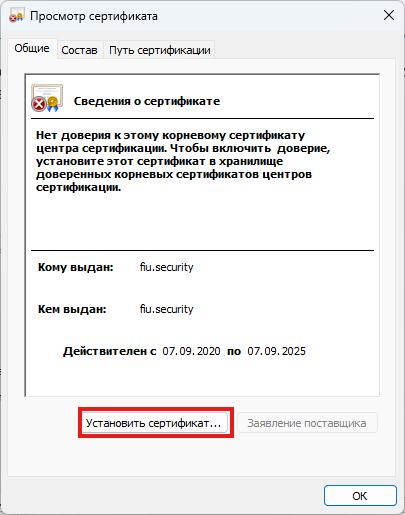 Просмотр сертификата
Общие Состав Путь сертификации
Сведения о сертификате
Нет доверия к этому корневому сертификату
центра сертификации. Чтобы включить доверие,
установите этот сертификат в хранилище
доверенных корневых сертификатов центров
сертификации.
Кому выдан: fiu.security
Кем выдан: fiu.security
Действителен с 07.09.2020 по 07.09.2025
Установить сертификат... Заявление поставщика
ОК